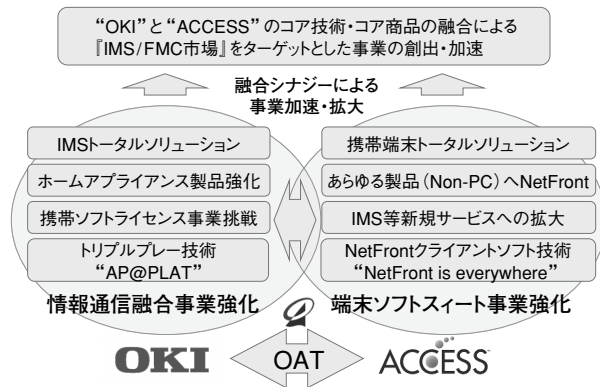 “OKI”と“ACCESS”のコア技術・コア商品の融合による
『IMS/FMC市場』をターゲットとした事業の創出・加速
融合シナジーによる
事業加速・拡大
IMSトータルソリューション
ホームアプライアンス製品強化
携帯ソフトライセンス事業挑戦
トリプルプレー技術
“AP@PLAT”
情報通信融合事業強化
携帯端末トータルソリューション
あらゆる製品(Non-PC)へNetFront
IMS等新規サービスへの拡大
NetFrontクライアントソフト技術
“NetFront is everywhere”
端末ソフトスィート事業強化
OKI
OAT
ACCESS